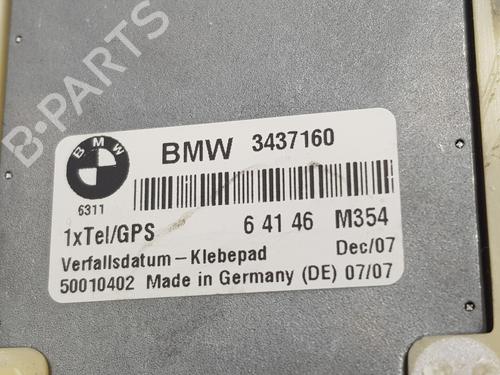 B-PARTS
BMW
BMW 3437160
6311
1xTel/GPS 6 41 46 M354
Verfallsdatum – Klebepad Dec/07
50010402 Made in Germany (DE) 07/07